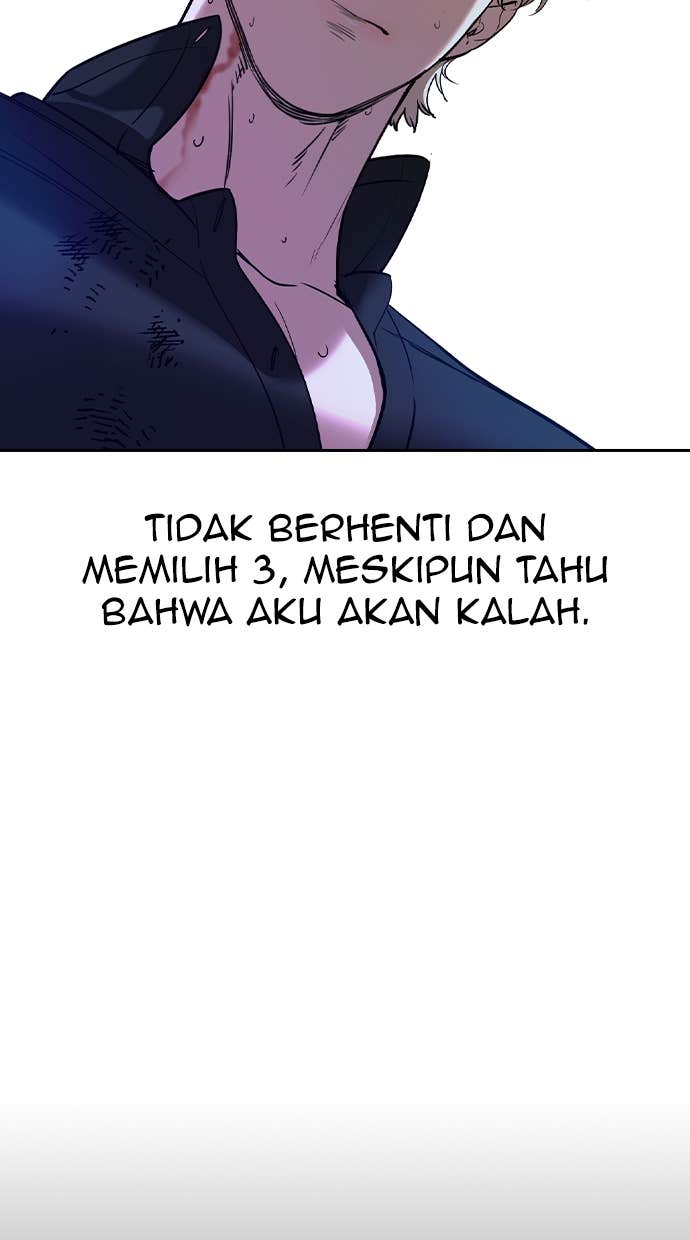 TIDAK BERHENTI DAN
MEMILIH 3, MESKIPUN TAHU
BAHWA AKU AKAN KALAH.